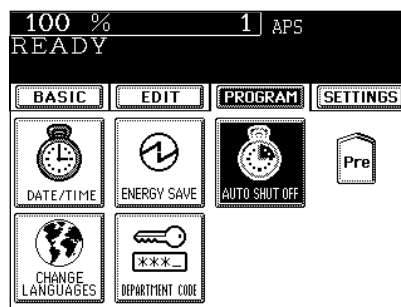 100 % 1 APS
READY
BASIC EDIT PROGRAM SETTINGS
DATE/TIME ENERGY SAVE AUTO SHUT OFF Pre
CHANGE
LANGUAGES
***_
DEPARTMENT CODE